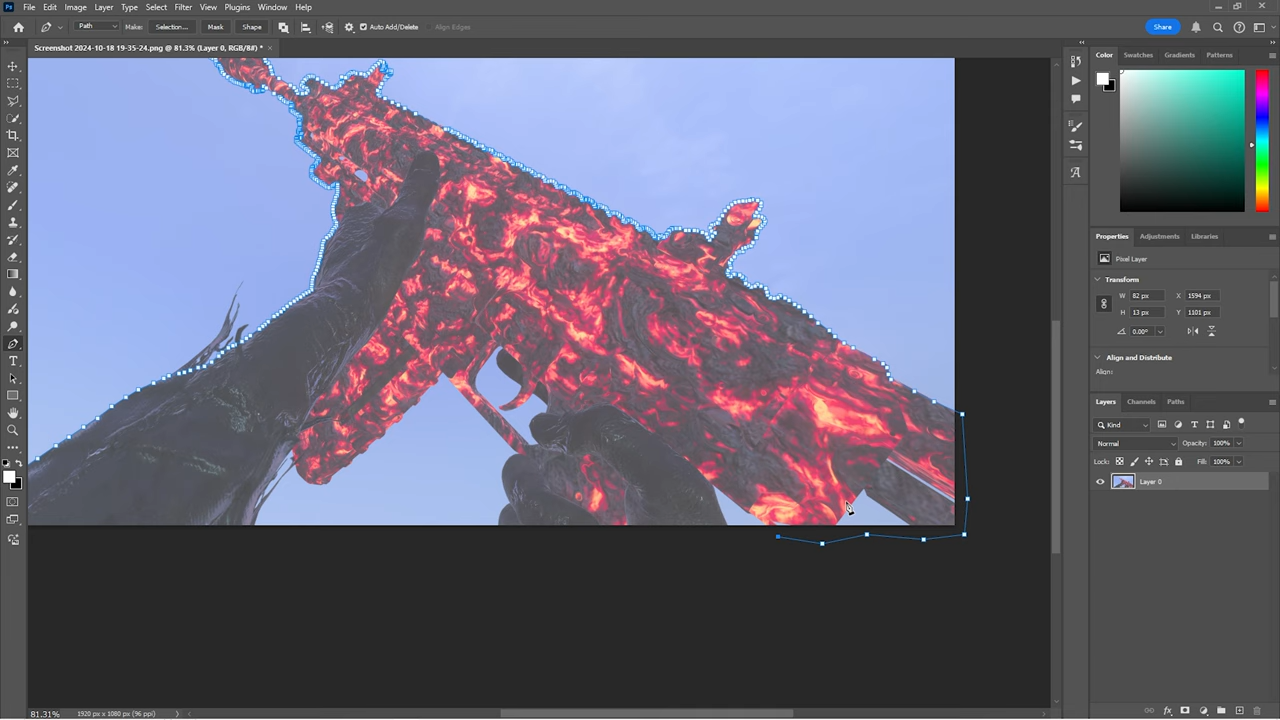 Ps File Edit Image Layer Type Select Filter View Plugins Window Help
Path Make: Selection... Mask Shape Auto Add/Delete Align Edges Share
Screenshot 2024-10-18 19-35-24.png @ 81.3% (Layer 0, RGB/8#) *
Color Swatches Gradients Patterns
Properties Adjustments Libraries
Pixel Layer
Transform
W 82 px X 1594 px
H 13 px Y 1101 px
0.00°
Align and Distribute
Align:
Layers Channels Paths
Kind
Normal Opacity: 100%
Lock: Fill: 100%
Layer 0
81.31% 1920 px x 1080 px (96 ppi)